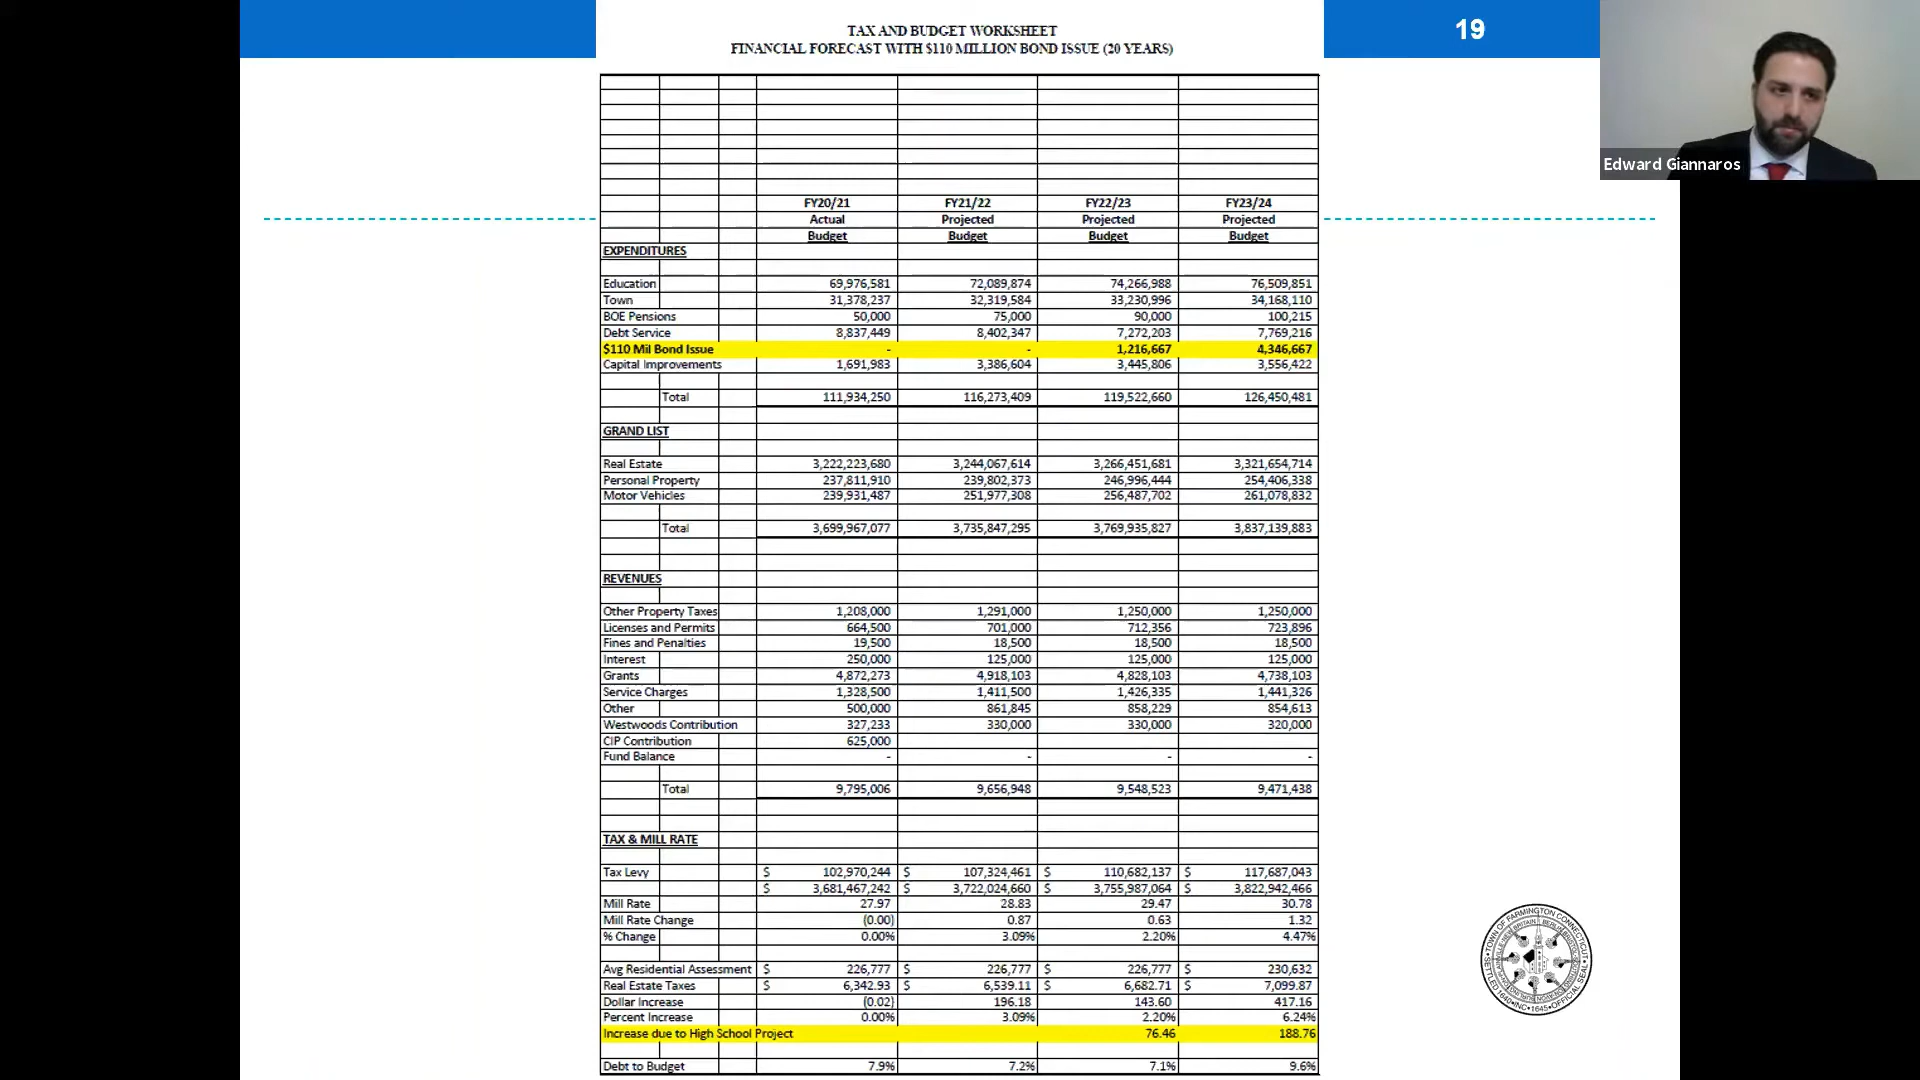 TAX AND BUDGET WORKSHEET
FINANCIAL FORECAST WITH $110 MILLION BOND ISSUE (20 YEARS)
19
Edward Giannaros
FY20/21 FY21/22 FY22/23 FY23/24
Actual Projected Projected Projected
Budget Budget Budget Budget
EXPENDITURES
Education 69,976,581 72,089,874 74,266,988 76,509,851
Town 31,378,237 32,319,584 33,230,996 34,168,110
BOE Pensions 50,000 75,000 90,000 100,215
Debt Service 8,837,449 8,402,347 7,272,203 7,769,216
$110 Mil Bond Issue - - 1,216,667 4,346,667
Capital Improvements 1,691,983 3,386,604 3,445,806 3,556,422
Total 111,934,250 116,273,409 119,522,660 126,450,481
GRAND LIST
Real Estate 3,222,223,680 3,244,067,614 3,266,451,681 3,321,654,714
Personal Property 237,811,910 239,802,373 246,996,444 254,406,338
Motor Vehicles 239,931,487 251,977,308 256,487,702 261,078,832
Total 3,699,967,077 3,735,847,295 3,769,935,827 3,837,139,883
REVENUES
Other Property Taxes 1,208,000 1,291,000 1,250,000 1,250,000
Licenses and Permits 664,500 701,000 712,356 723,896
Fines and Penalties 19,500 18,500 18,500 18,500
Interest 250,000 125,000 125,000 125,000
Grants 4,872,273 4,918,103 4,828,103 4,738,103
Service Charges 1,328,500 1,411,500 1,426,335 1,441,326
Other 500,000 861,845 858,229 854,613
Westwoods Contribution 327,233 330,000 330,000 320,000
CIP Contribution 625,000
Fund Balance - - - -
Total 9,795,006 9,656,948 9,548,523 9,471,438
TAX & MILL RATE
Tax Levy $ 102,970,244 $ 107,324,461 $ 110,682,137 $ 117,687,043
$ 3,681,467,242 $ 3,722,024,660 $ 3,755,987,064 $ 3,822,942,466
Mill Rate 27.97 28.83 29.47 30.78
Mill Rate Change (0.00) 0.87 0.63 1.32
% Change 0.00% 3.09% 2.20% 4.47%
Avg Residential Assessment $ 226,777 $ 226,777 $ 226,777 $ 230,632
Real Estate Taxes $ 6,342.93 $ 6,539.11 $ 6,682.71 $ 7,099.87
Dollar Increase (0.02) 196.18 143.60 417.16
Percent Increase 0.00% 3.09% 2.20% 6.24%
Increase due to High School Project 76.46 188.76
Debt to Budget 7.9% 7.2% 7.1% 9.6%
TOWN OF FARMINGTON CONNECTICUT
SETTLED 1640 INC 1645 OFFICIAL SEAL